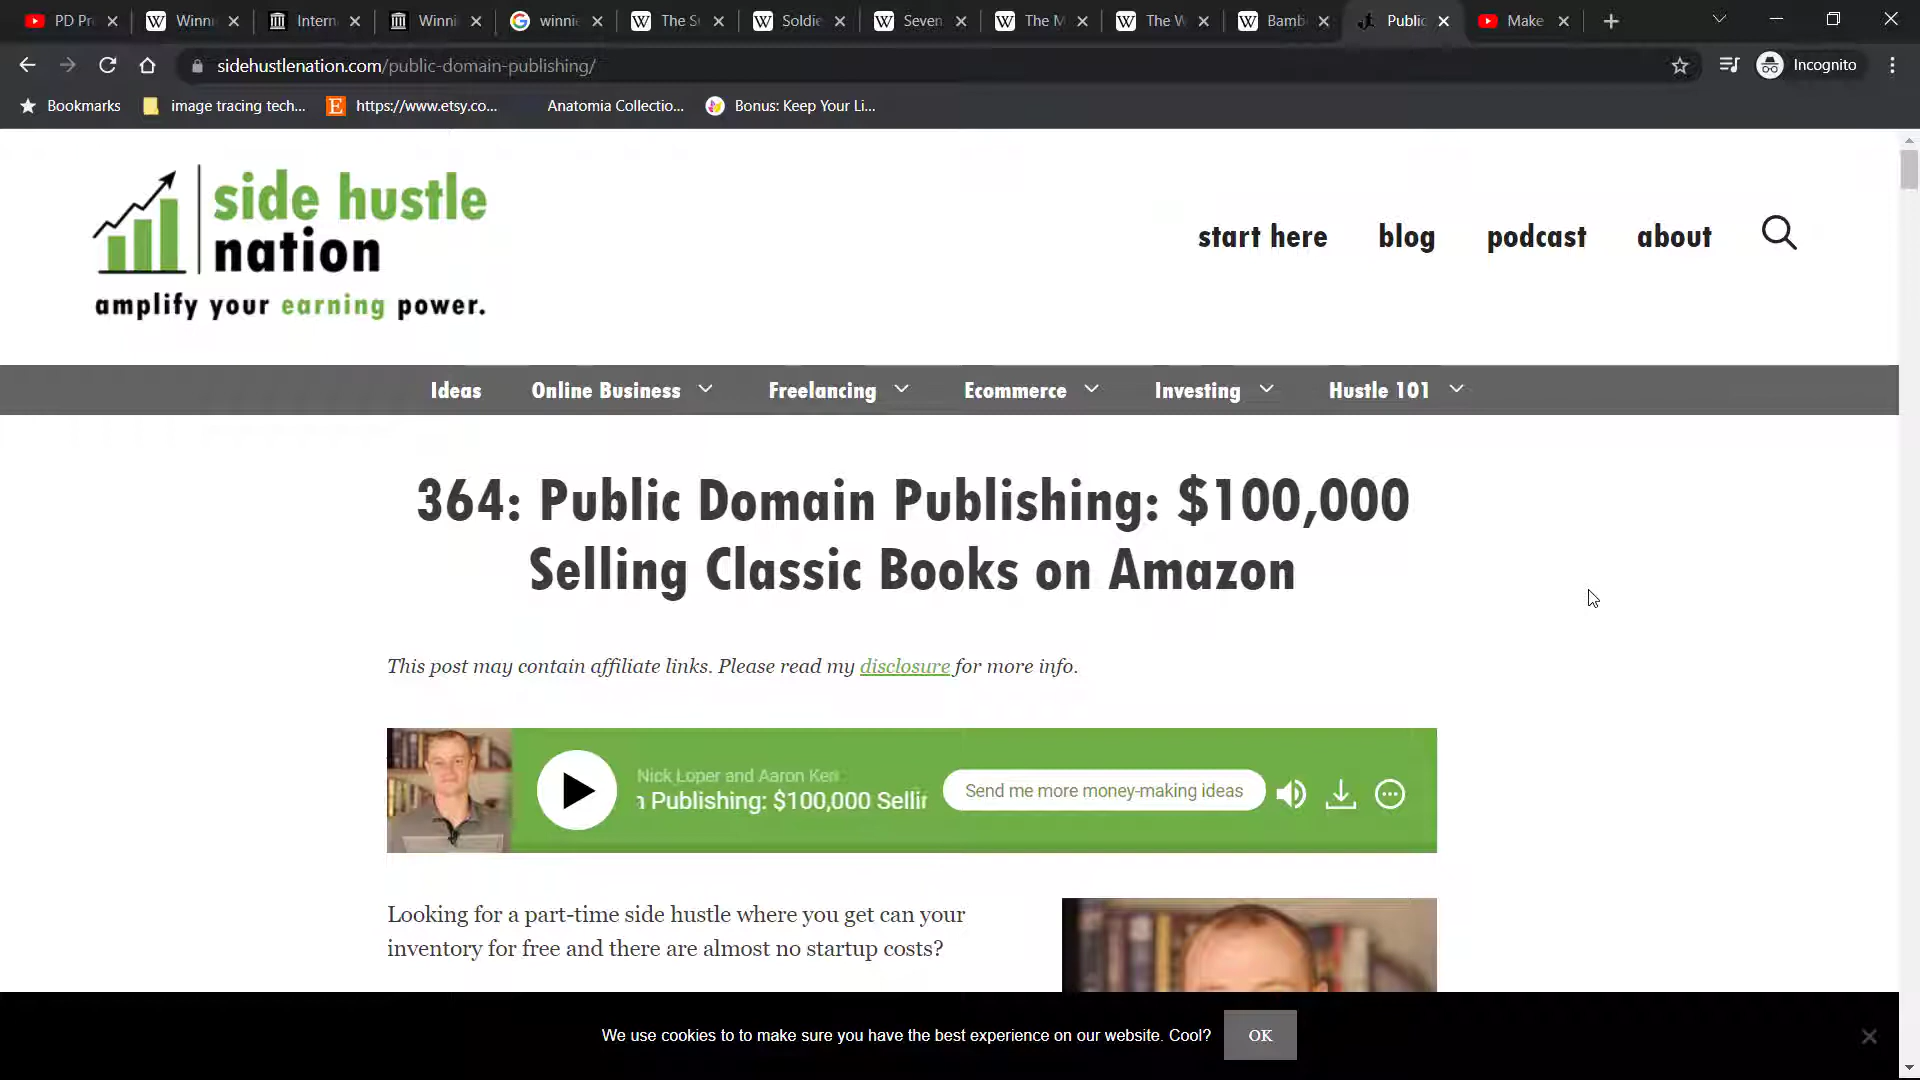 PD Pr
Winni
Intern
Winni
winnie
The S
Soldie
Seven
The M
The W
Bamb
Public
Make
sidehustlenation.com/public-domain-publishing/
Incognito
Bookmarks
image tracing tech...
https://www.etsy.co...
Anatomia Collectio...
Bonus: Keep Your Li...
side hustle
nation
amplify your earning power.
start here
blog
podcast
about
Ideas
Online Business
Freelancing
Ecommerce
Investing
Hustle 101
364: Public Domain Publishing: $100,000
Selling Classic Books on Amazon
This post may contain affiliate links. Please read my disclosure for more info.
Nick Loper and Aaron Kerr
n Publishing: $100,000 Sellin
Send me more money-making ideas
Looking for a part-time side hustle where you get can your
inventory for free and there are almost no startup costs?
We use cookies to to make sure you have the best experience on our website. Cool?
OK